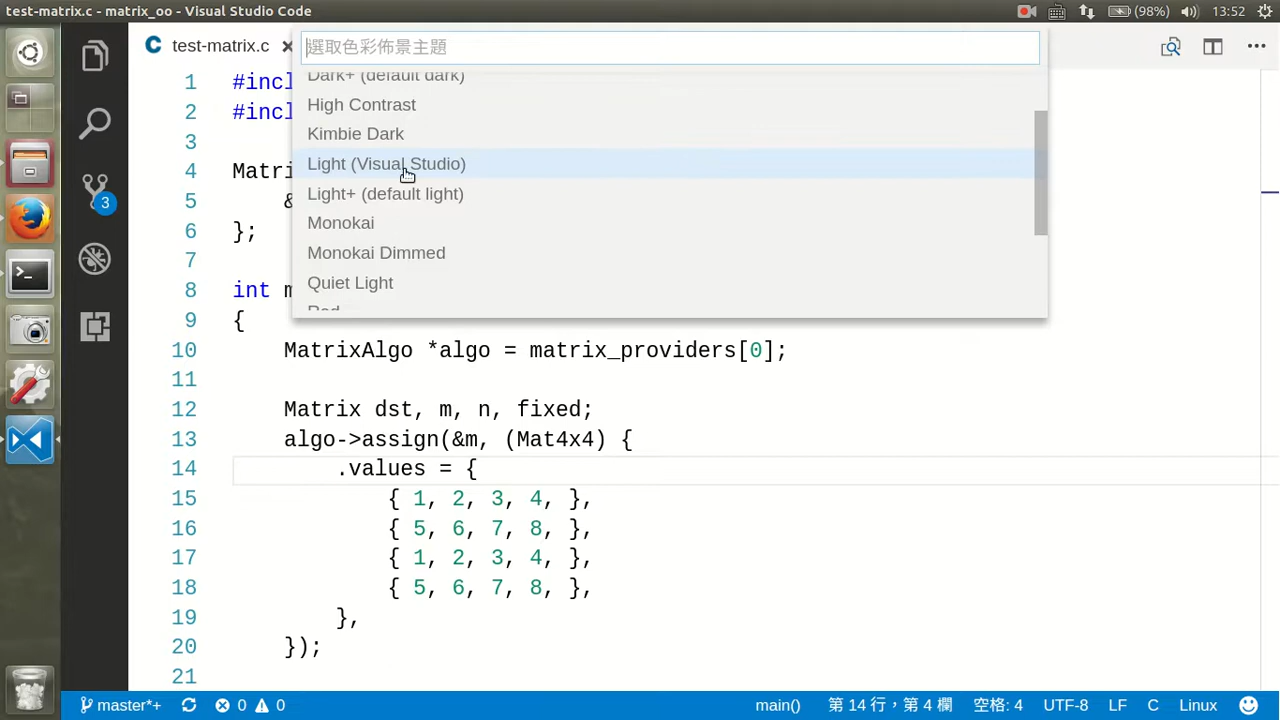 test-matrix.c - matrix_oo - Visual Studio Code
(98%) 13:52
test-matrix.c
選取色彩佈景主題
Dark+ (default dark)
High Contrast
Kimbie Dark
Light (Visual Studio)
Light+ (default light)
Monokai
Monokai Dimmed
Quiet Light
Red
1 #incl
2 #incl
3
4 Matri
5 &
6 };
7
8 int m
9 {
10 MatrixAlgo *algo = matrix_providers[0];
11
12 Matrix dst, m, n, fixed;
13 algo->assign(&m, (Mat4x4) {
14 .values = {
15 { 1, 2, 3, 4, },
16 { 5, 6, 7, 8, },
17 { 1, 2, 3, 4, },
18 { 5, 6, 7, 8, },
19 },
20 });
21
3
master*+ 0 0 main() 第 14 行，第 4 欄 空格: 4 UTF-8 LF C Linux